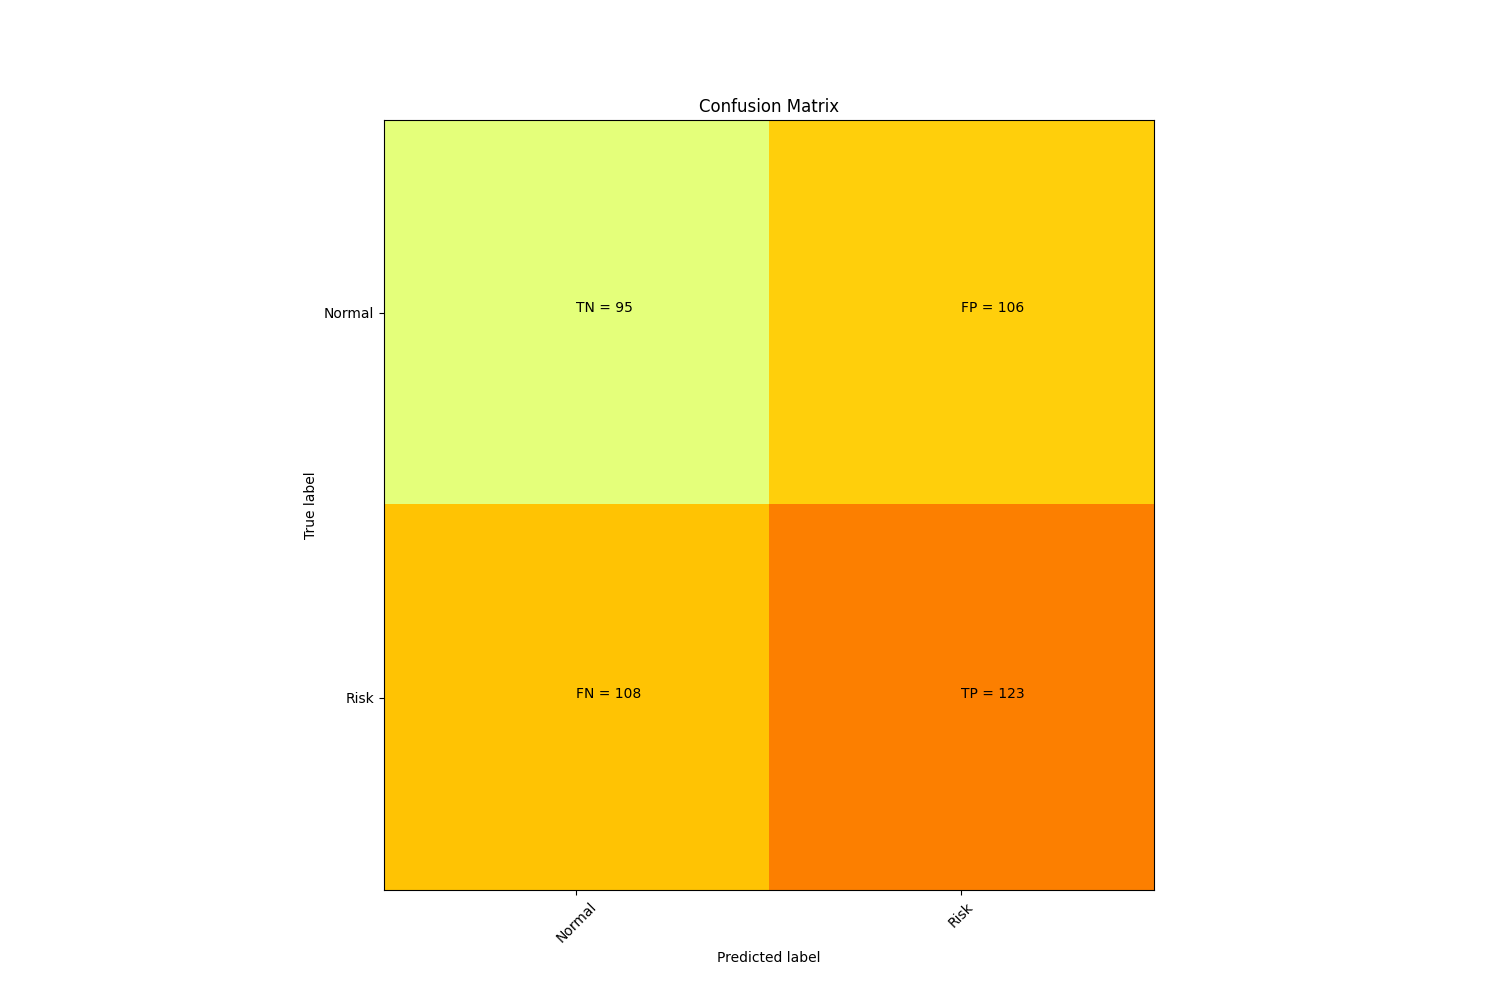 Confusion Matrix
Normal
TN = 95
FP = 106
True label
Risk
FN = 108
TP = 123
Normal
Risk
Predicted label